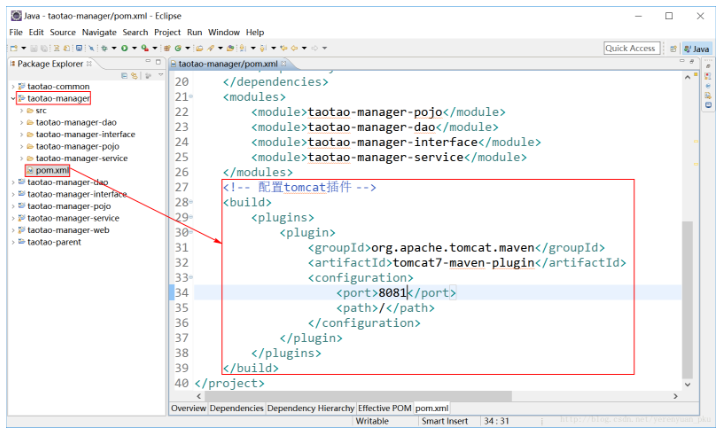 Java - taotao-manager/pom.xml - Eclipse
File Edit Source Navigate Search Project Run Window Help
Quick Access
Java
Package Explorer
taotao-common
taotao-manager
src
taotao-manager-dao
taotao-manager-interface
taotao-manager-pojo
taotao-manager-service
pom.xml
taotao-manager-dao
taotao-manager-interface
taotao-manager-pojo
taotao-manager-service
taotao-manager-web
taotao-parent
taotao-manager/pom.xml
20 </dependencies>
21 <modules>
22 <module>taotao-manager-pojo</module>
23 <module>taotao-manager-dao</module>
24 <module>taotao-manager-interface</module>
25 <module>taotao-manager-service</module>
26 </modules>
27 <!-- 配置tomcat插件 -->
28 <build>
29 <plugins>
30 <plugin>
31 <groupId>org.apache.tomcat.maven</groupId>
32 <artifactId>tomcat7-maven-plugin</artifactId>
33 <configuration>
34 <port>8081</port>
35 <path>/</path>
36 </configuration>
37 </plugin>
38 </plugins>
39 </build>
40 </project>
Overview Dependencies Dependency Hierarchy Effective POM pom.xml
Writable Smart Insert 34 : 31